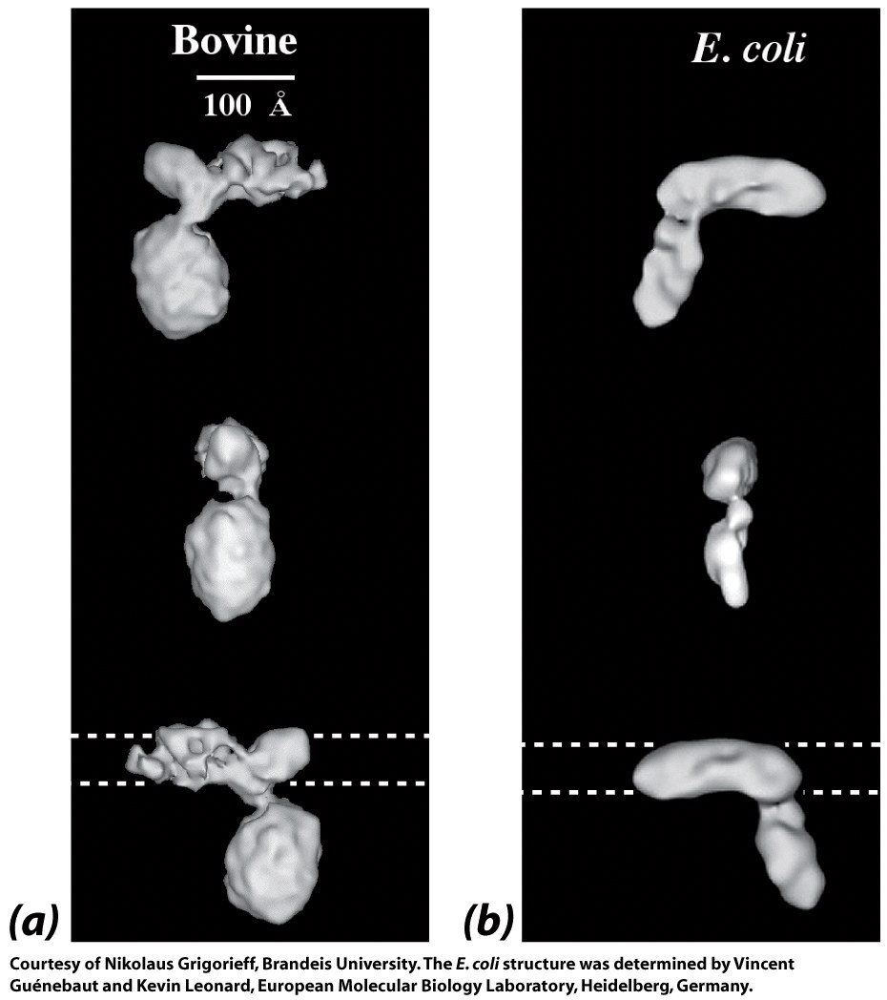 Bovine
100 Å
E. coli
(a)
(b)
Courtesy of Nikolaus Grigorieff, Brandeis University. The E. coli structure was determined by Vincent
Guénebaut and Kevin Leonard, European Molecular Biology Laboratory, Heidelberg, Germany.